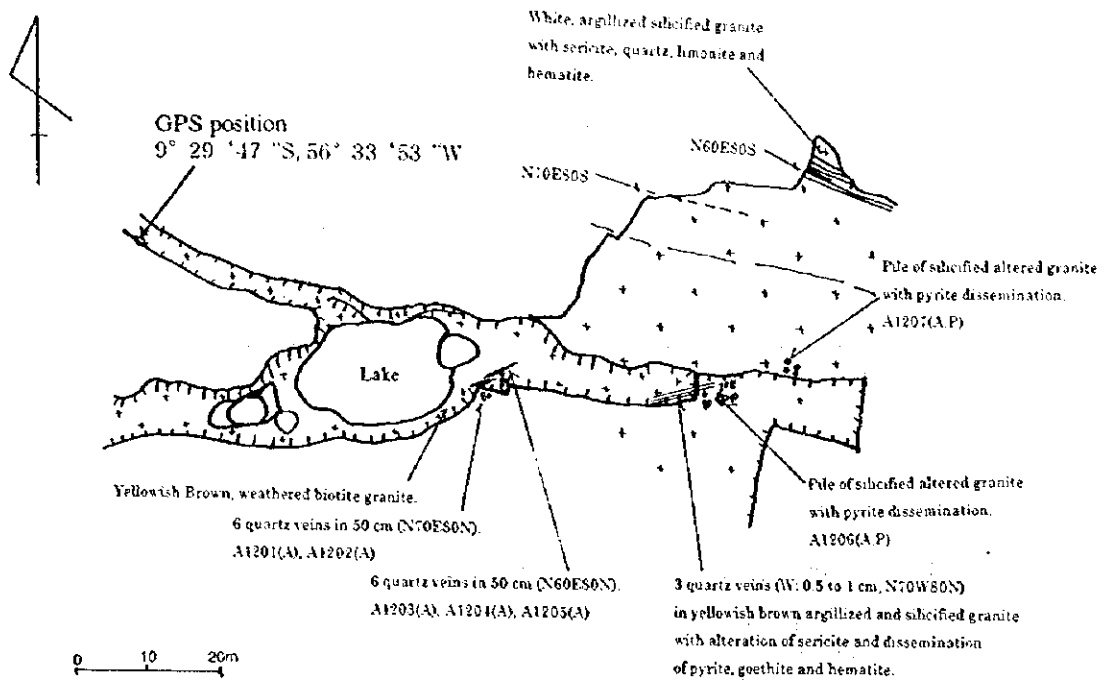 White, argillized silicified granite
with sericite, quartz, limonite and
hematite.
GPS position
9° 29 '47 "S, 56° 33 '53 "W
N60E80S
N70E80S
Pile of silicified altered granite
with pyrite dissemination.
A1207(A.P)
Lake
Yellowish Brown, weathered biotite granite.
6 quartz veins in 50 cm (N70E80N).
A1201(A), A1202(A)
6 quartz veins in 50 cm (N60E80N).
A1203(A), A1204(A), A1205(A)
Pile of silicified altered granite
with pyrite dissemination.
A1206(A.P)
3 quartz veins (W: 0.5 to 1 cm, N70W80N)
in yellowish brown argillized and silicified granite
with alteration of sericite and dissemination
of pyrite, goethite and hematite.
0 10 20m